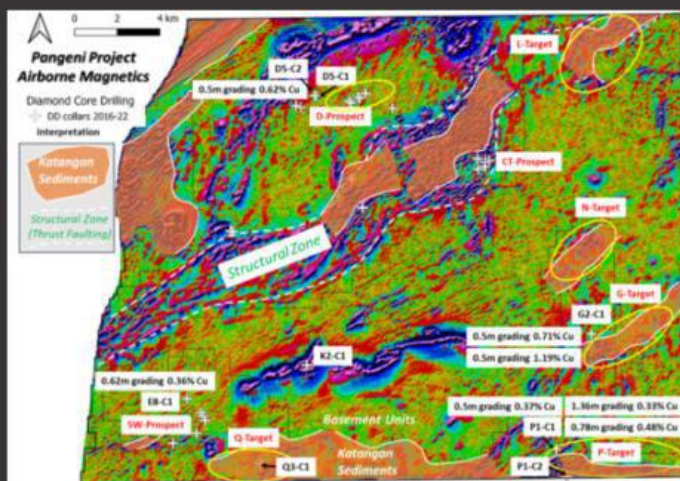 0 2 4 km
Pangeni Project
Airborne Magnetics
Diamond Core Drilling
DD collars 2016-22
Interpretation
Katangan
Sediments
Structural Zone
(Thrust Faulting)
L-Target
D5-C2
D5-C1
0.5m grading 0.62% Cu
D-Prospect
CT-Prospect
N-Target
Structural Zone
G-Target
G2-C1
0.5m grading 0.71% Cu
K2-C1
0.5m grading 1.19% Cu
0.62m grading 0.36% Cu
E8-C1
0.5m grading 0.37% Cu
1.36m grading 0.33% Cu
SW-Prospect
Basement Units
P1-C1
0.78m grading 0.48% Cu
Q-Target
Katangan
Sediments
P-Target
Q3-C1
P1-C2